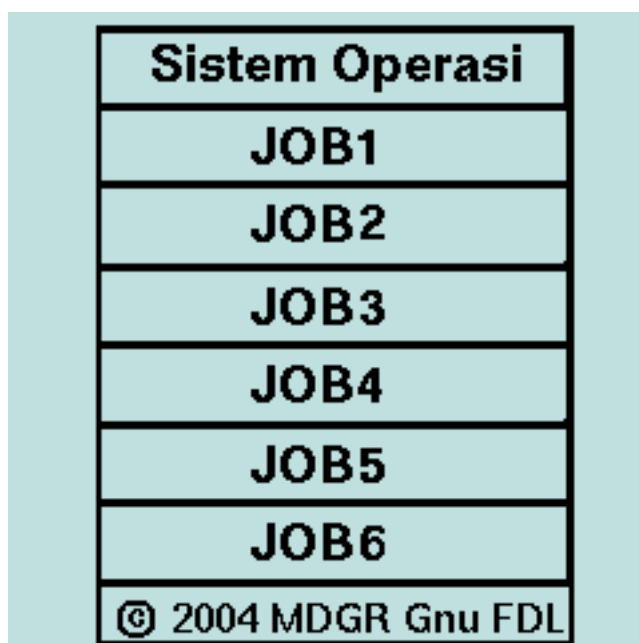 Sistem Operasi
JOB1
JOB2
JOB3
JOB4
JOB5
JOB6
© 2004 MDGR Gnu FDL